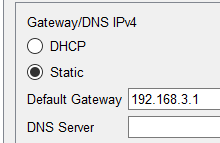 Gateway/DNS IPv4
DHCP
Static
Default Gateway 192.168.3.1
DNS Server